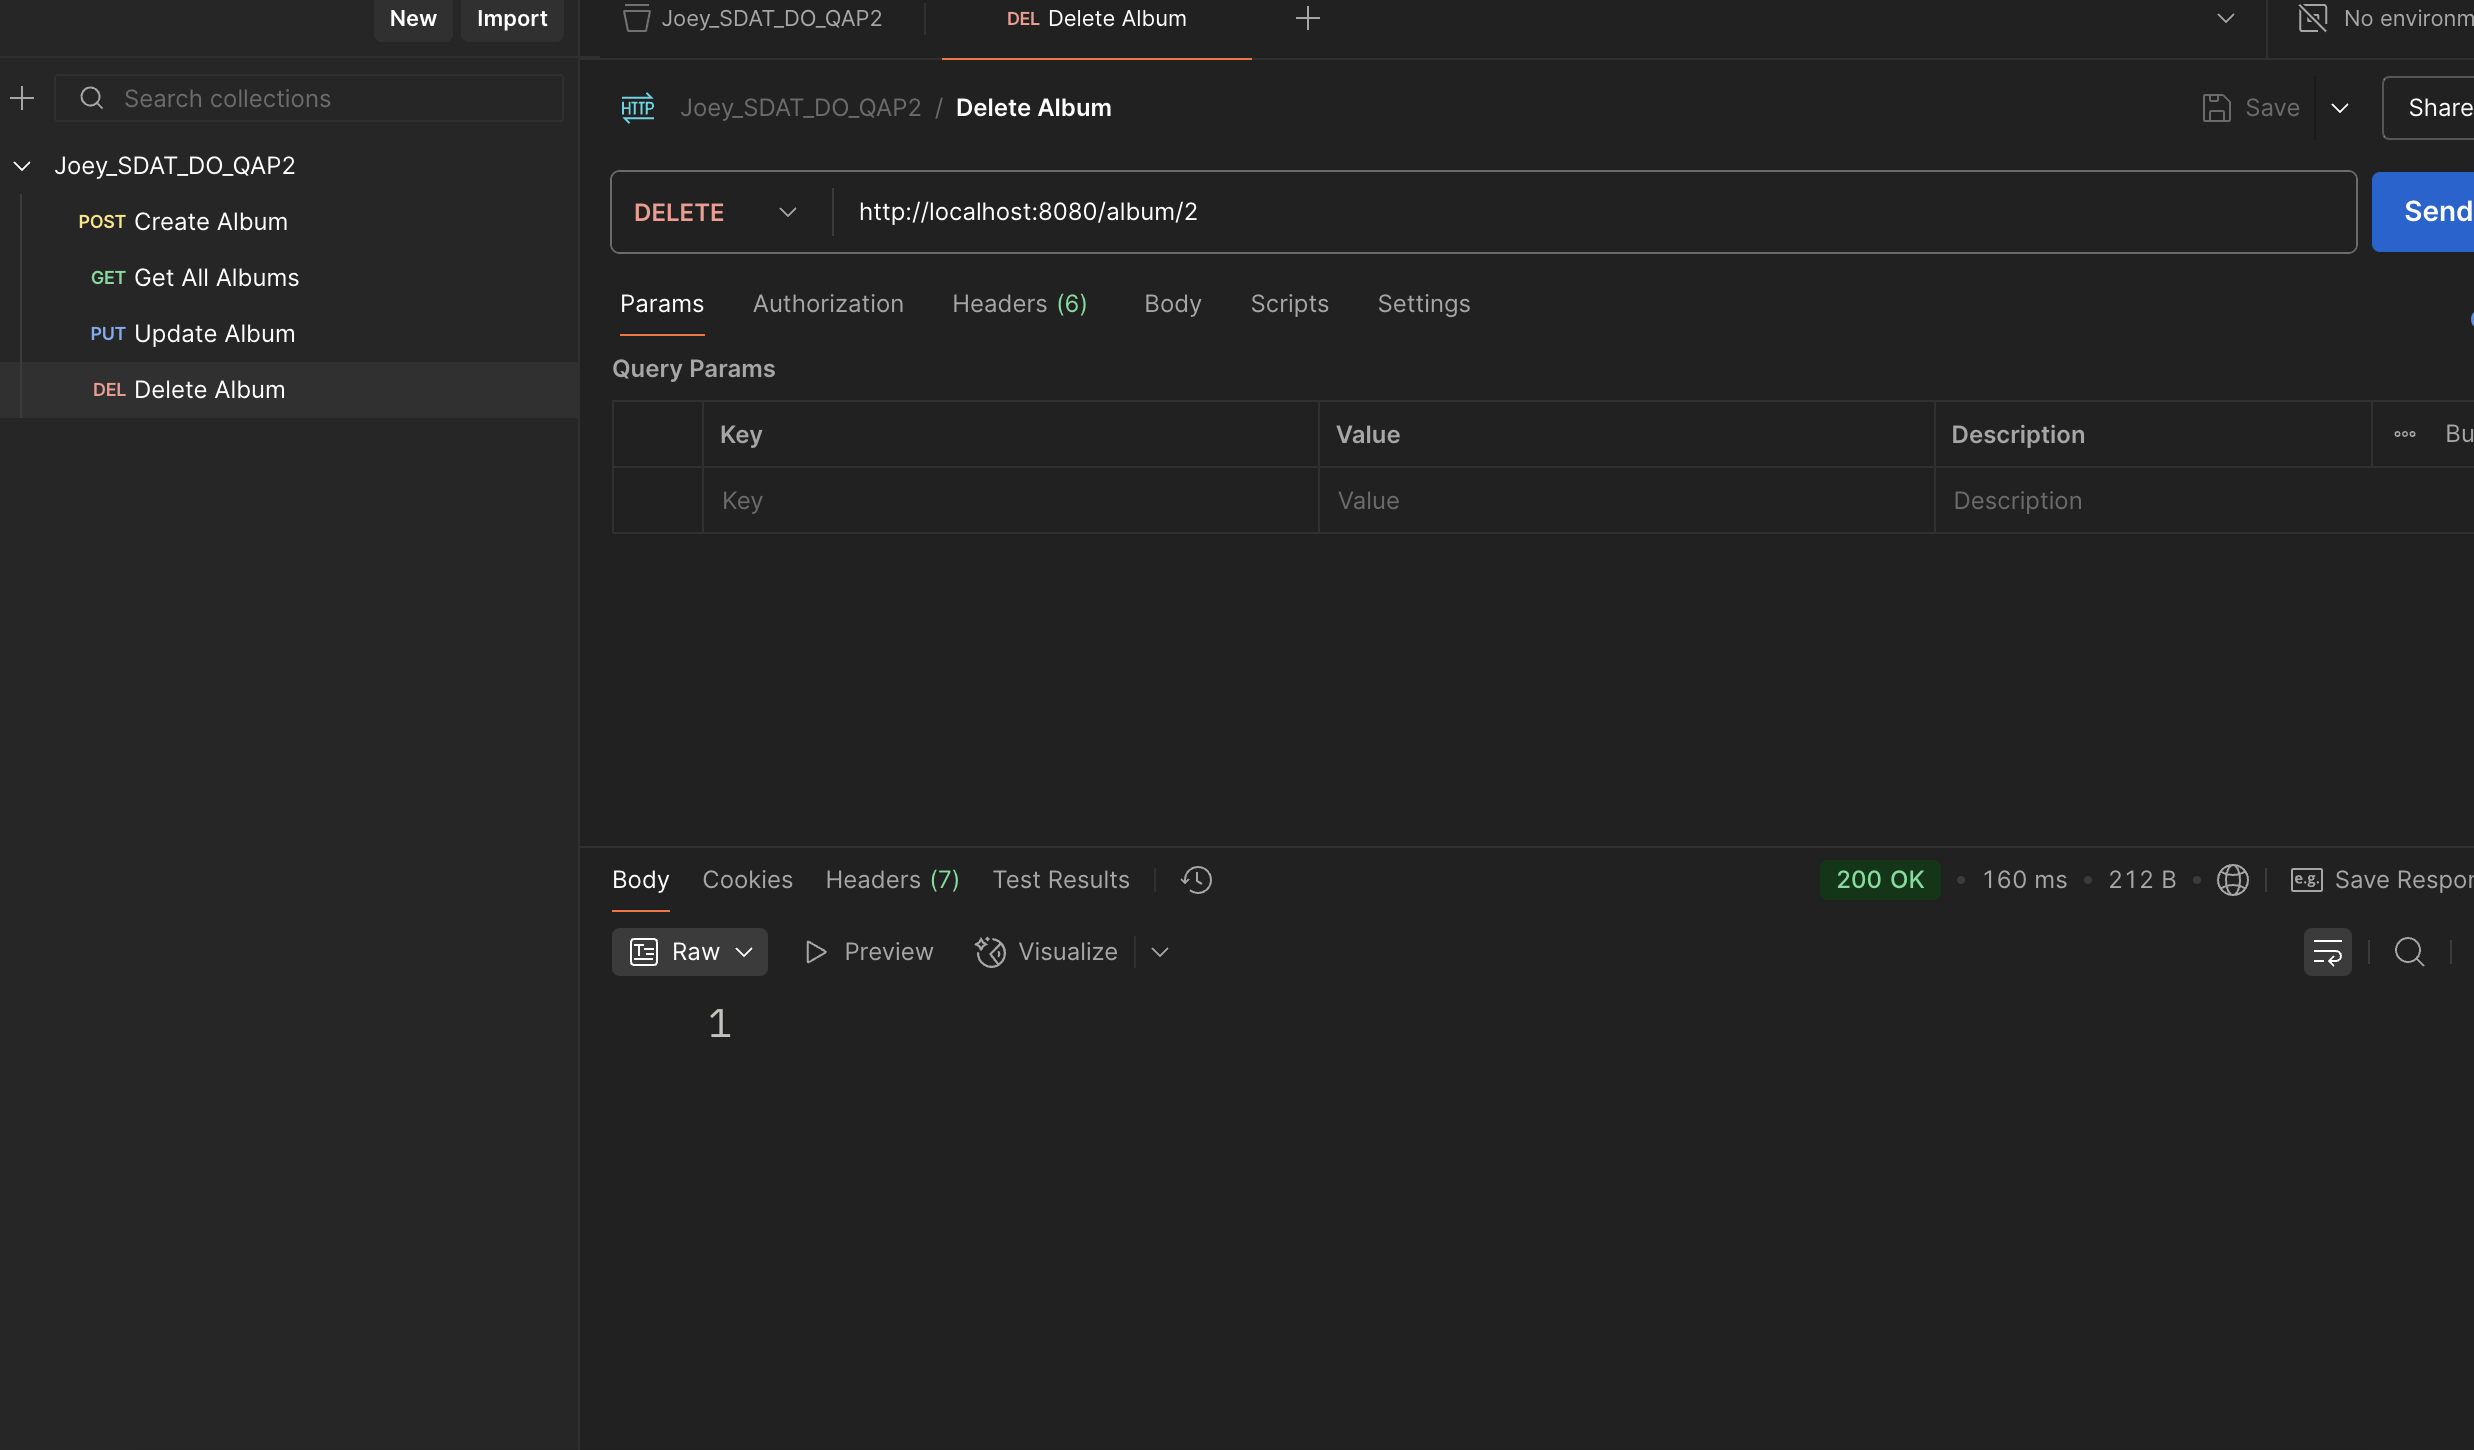 New Import
Joey_SDAT_DO_QAP2 DEL Delete Album No environm
Search collections
HTTP Joey_SDAT_DO_QAP2 / Delete Album Save Share
Joey_SDAT_DO_QAP2
POST Create Album
GET Get All Albums
PUT Update Album
DEL Delete Album
DELETE http://localhost:8080/album/2 Send
Params Authorization Headers (6) Body Scripts Settings
Query Params
Key Value Description Bu
Key Value Description
Body Cookies Headers (7) Test Results 200 OK • 160 ms • 212 B • e.g. Save Respon
Raw Preview Visualize
1